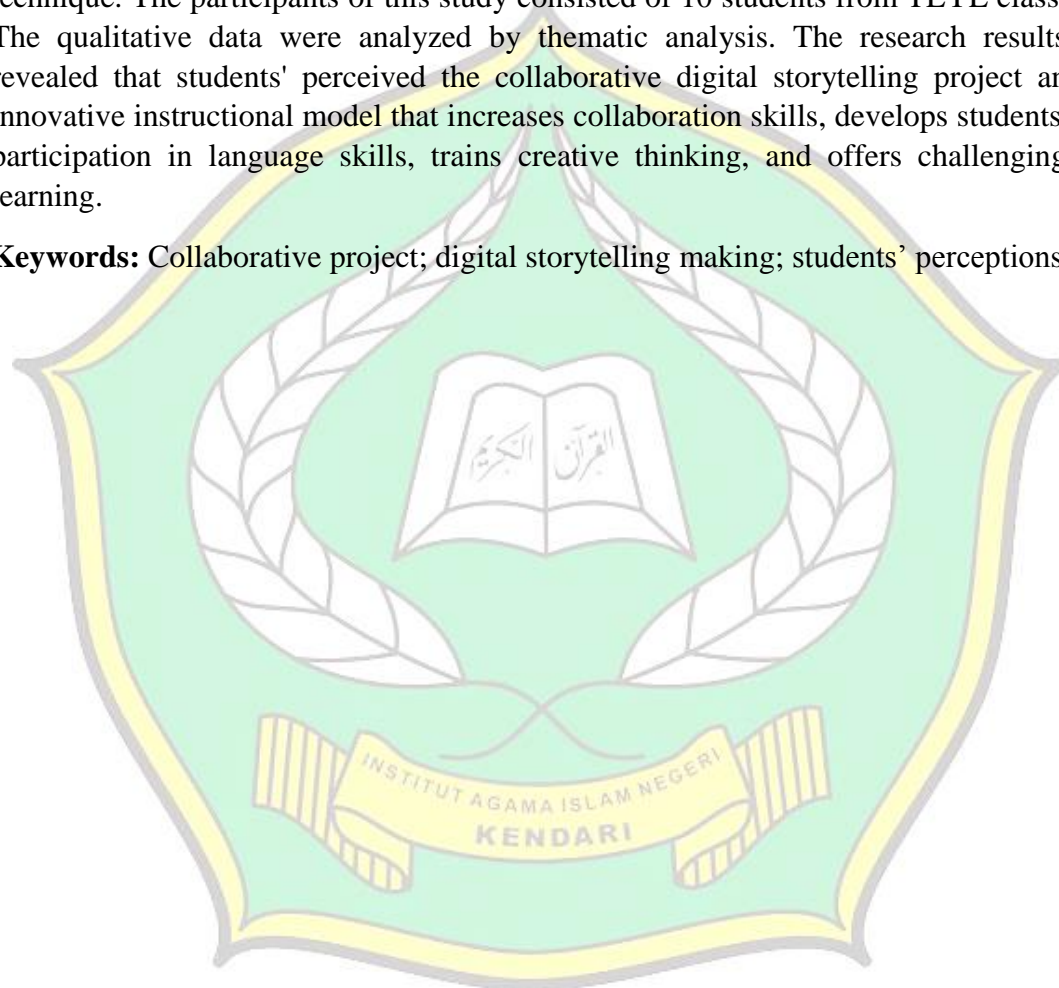 technique. The participants of this study consisted of 10 students from TETE class
The qualitative data were analyzed by thematic analysis. The research results
revealed that students' perceived the collaborative digital storytelling project an
innovative instructional model that increases collaboration skills, develops students
participation in language skills, trains creative thinking, and offers challenging
learning.
Keywords: Collaborative project; digital storytelling making; students’ perceptions
القرآن الكريم
INSTITUT AGAMA ISLAM NEGERI
KENDARI